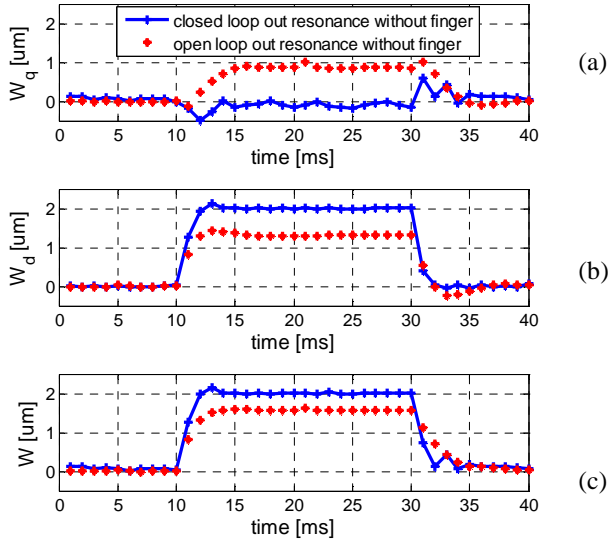 closed loop out resonance without finger
open loop out resonance without finger
2
1
0
W_q [um]
0 5 10 15 20 25 30 35 40
time [ms]
(a)
2
1
0
W_d [um]
0 5 10 15 20 25 30 35 40
time [ms]
(b)
2
1
0
W [um]
0 5 10 15 20 25 30 35 40
time [ms]
(c)